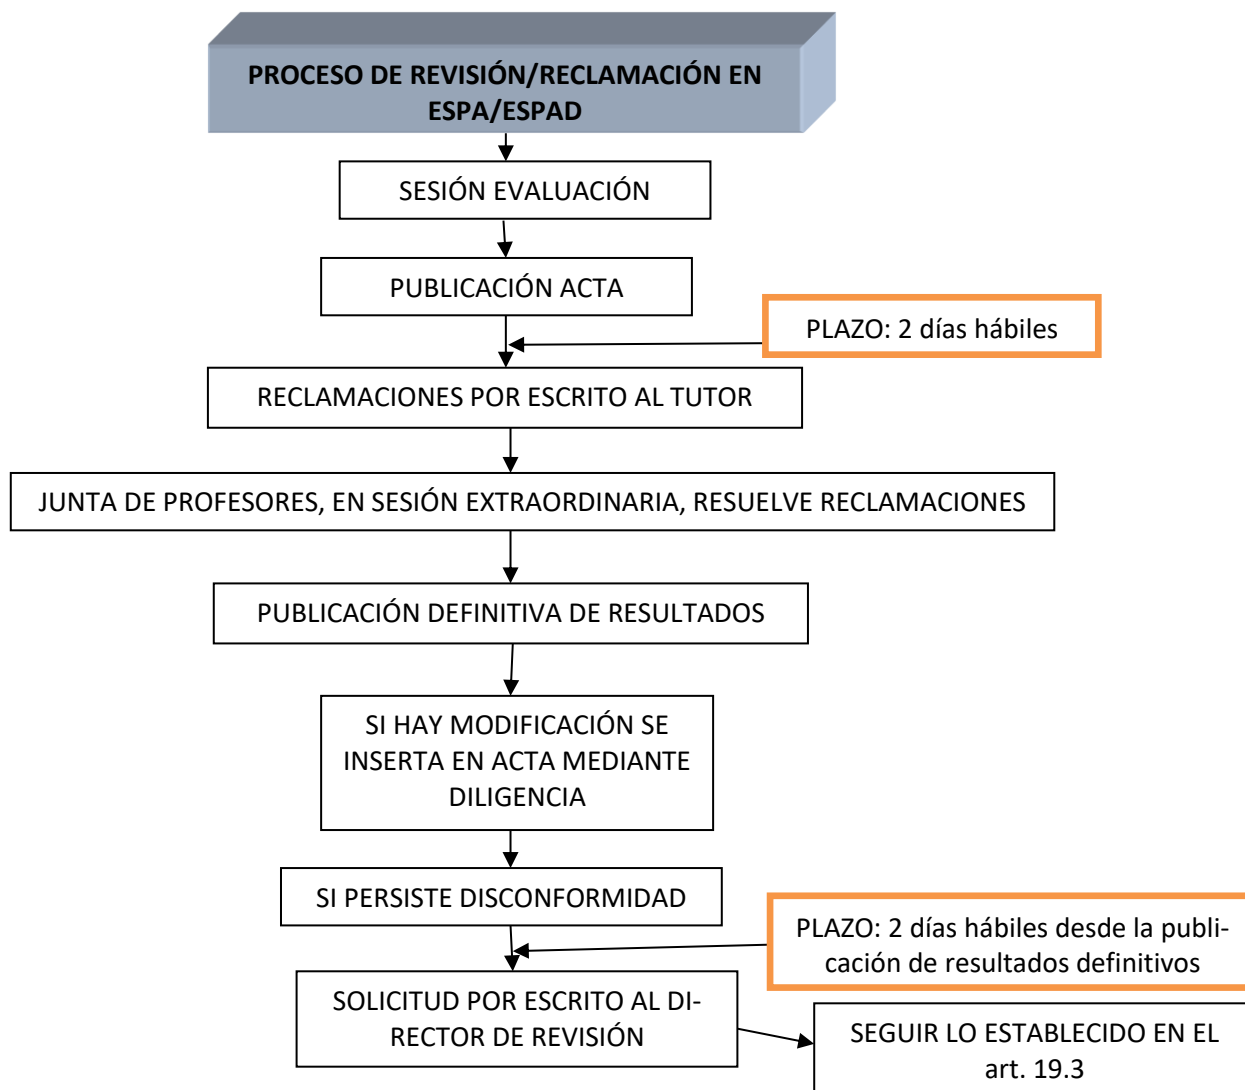 PROCESO DE REVISIÓN/RECLAMACIÓN EN
ESPA/ESPAD
SESIÓN EVALUACIÓN
PUBLICACIÓN ACTA
PLAZO: 2 días hábiles
RECLAMACIONES POR ESCRITO AL TUTOR
JUNTA DE PROFESORES, EN SESIÓN EXTRAORDINARIA, RESUELVE RECLAMACIONES
PUBLICACIÓN DEFINITIVA DE RESULTADOS
SI HAY MODIFICACIÓN SE
INSERTA EN ACTA MEDIANTE
DILIGENCIA
SI PERSISTE DISCONFORMIDAD
PLAZO: 2 días hábiles desde la publi-
cación de resultados definitivos
SOLICITUD POR ESCRITO AL DI-
RECTOR DE REVISIÓN
SEGUIR LO ESTABLECIDO EN EL
art. 19.3